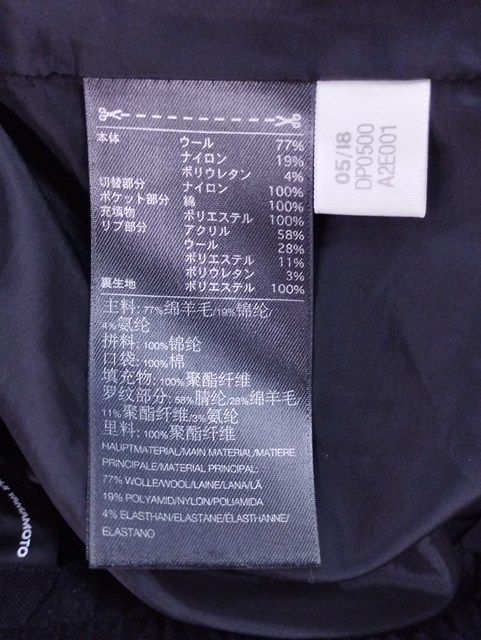 本体 ウール 77%
ナイロン 19%
ポリウレタン 4%
切替部分 ナイロン 100%
ポケット部分 綿 100%
充填物 ポリエステル 100%
リブ部分 アクリル 58%
ウール 28%
ポリエステル 11%
ポリウレタン 3%
裏生地 ポリエステル 100%
主料: 77%绵羊毛/19%锦纶/
4%氨纶
拼料: 100%锦纶
口袋: 100%棉
填充物: 100%聚酯纤维
罗纹部分: 58%腈纶/28%绵羊毛/
11%聚酯纤维/3%氨纶
里料: 100%聚酯纤维
HAUPTMATERIAL/MAIN MATERIAL/MATIERE
PRINCIPALE/MATERIAL PRINCIPAL:
77% WOLLE/WOOL/LAINE/LANA/LÃ
19% POLYAMID/NYLON/POLIAMIDA
4% ELASTHAN/ELASTANE/ÉLASTHANNE/
ELASTANO
05/18
DP0500
A2E001
AMOTO